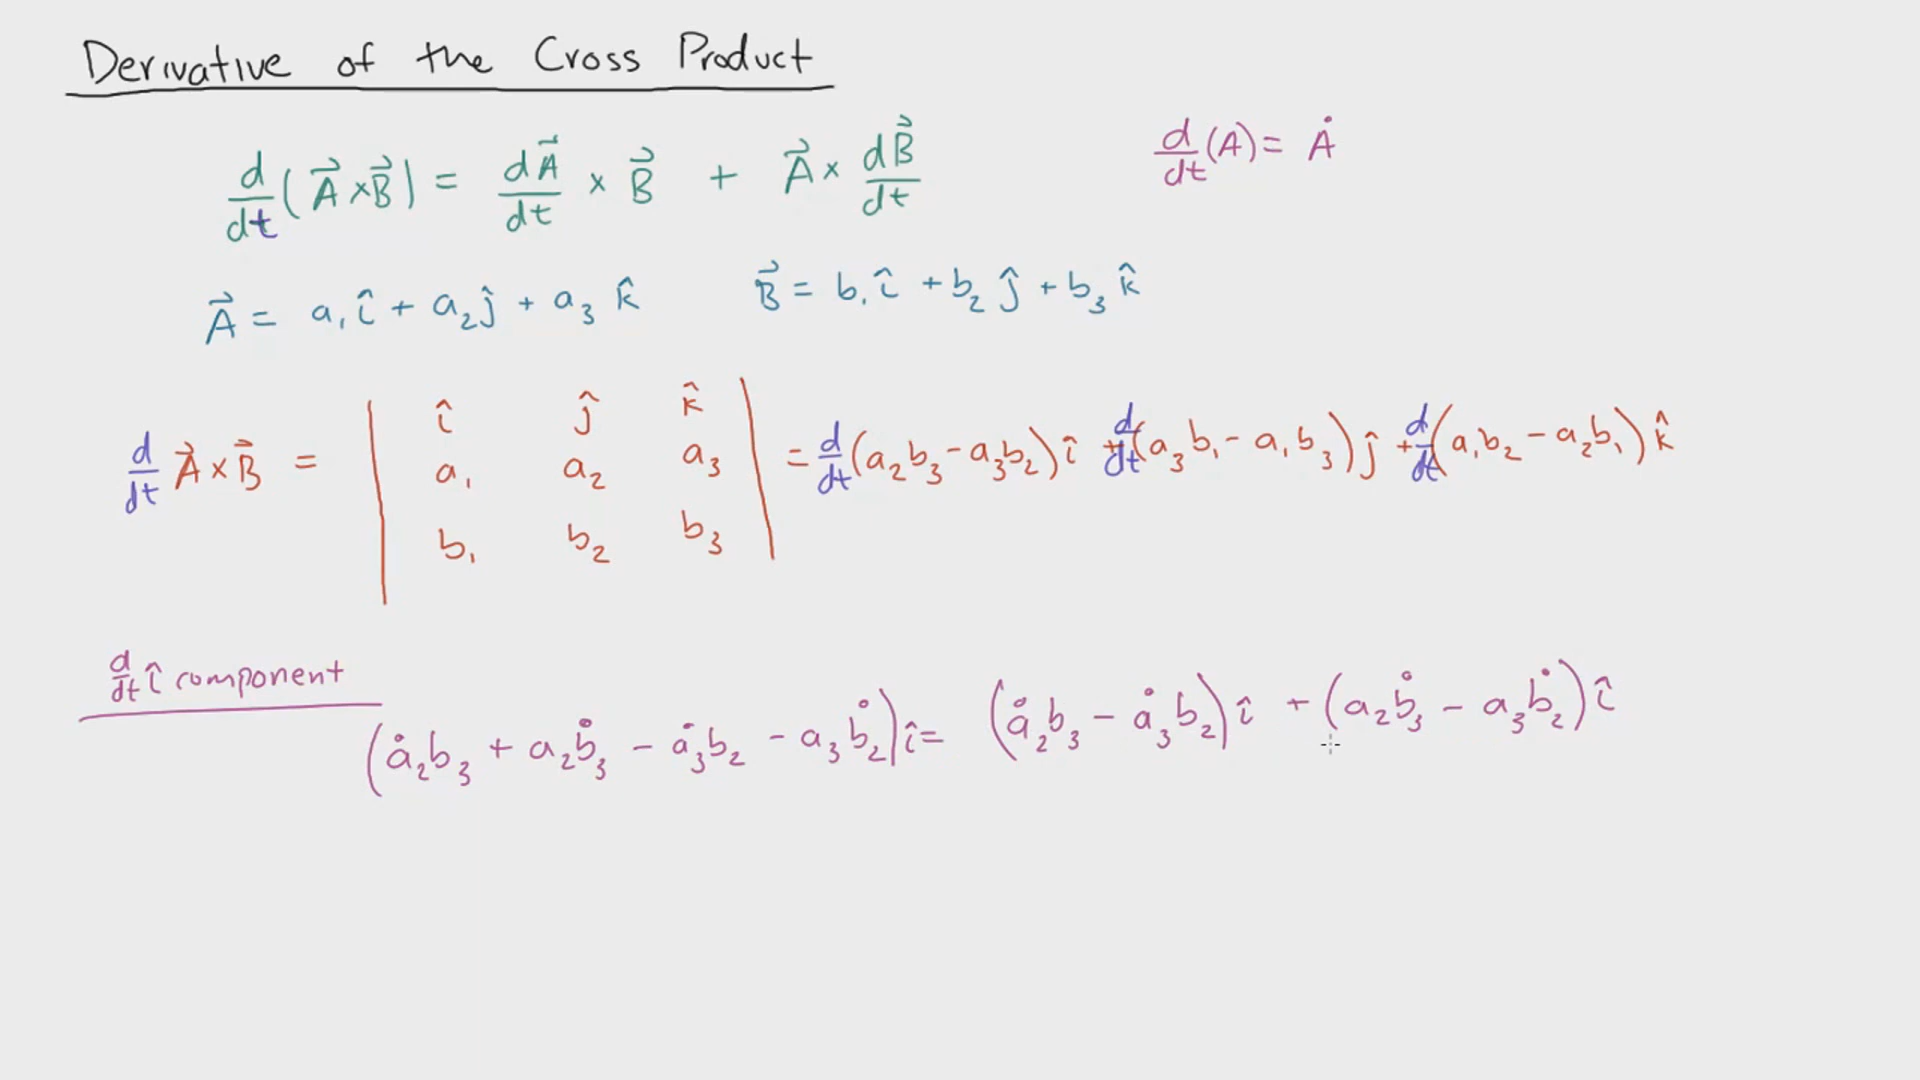 Derivative of the Cross Product
d/dt (A⃗ × B⃗) = dA⃗/dt × B⃗ + A⃗ × dB⃗/dt
d/dt (A) = Ȧ
A⃗ = a₁î + a₂ĵ + a₃k̂
B⃗ = b₁î + b₂ĵ + b₃k̂
d/dt A⃗ × B⃗ = | î ĵ k̂ | = d/dt (a₂b₃ - a₃b₂)î + d/dt (a₃b₁ - a₁b₃)ĵ + d/dt (a₁b₂ - a₂b₁)k̂
a₁ a₂ a₃
b₁ b₂ b₃
d/dt î component
(ȧ₂b₃ + a₂ḃ₃ - ȧ₃b₂ - a₃ḃ₂)î = (ȧ₂b₃ - ȧ₃b₂)î + (a₂ḃ₃ - a₃ḃ₂)î